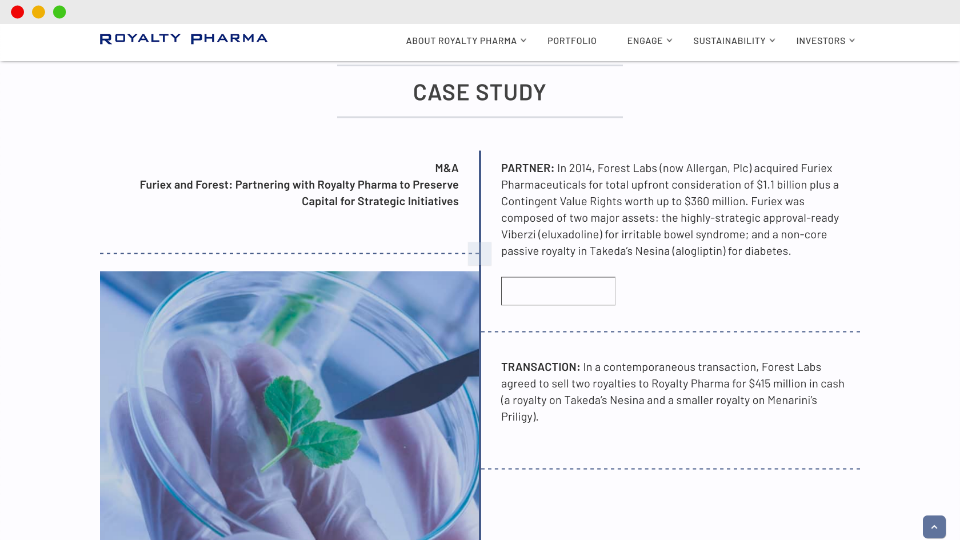 ROYALTY PHARMA
ABOUT ROYALTY PHARMA
PORTFOLIO
ENGAGE
SUSTAINABILITY
INVESTORS
CASE STUDY
M&A
Furiex and Forest: Partnering with Royalty Pharma to Preserve
Capital for Strategic Initiatives
PARTNER: In 2014, Forest Labs (now Allergan, Plc) acquired Furiex
Pharmaceuticals for total upfront consideration of $1.1 billion plus a
Contingent Value Rights worth up to $360 million. Furiex was
composed of two major assets: the highly-strategic approval-ready
Viberzi (eluxadoline) for irritable bowel syndrome; and a non-core
passive royalty in Takeda's Nesina (alogliptin) for diabetes.
TRANSACTION: In a contemporaneous transaction, Forest Labs
agreed to sell two royalties to Royalty Pharma for $415 million in cash
(a royalty on Takeda's Nesina and a smaller royalty on Menarini's
Priligy).